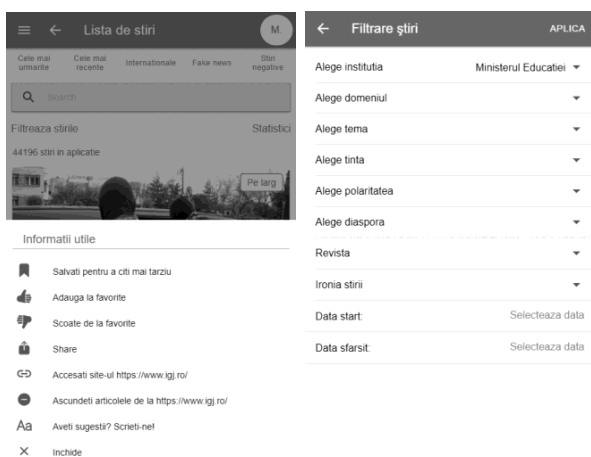 Lista de stiri
M.
Cele mai urmarite
Cele mai recente
Internationale
Fake news
Stiri negative
Search
Filtreaza stirile
Statistici
44196 stiri in aplicatie
Pe larg
Informatii utile
Salvati pentru a citi mai tarziu
Adauga la favorite
Scoate de la favorite
Share
Accesati site-ul https://www.igj.ro/
Ascundeti articolele de la https://www.igj.ro/
Aa Aveti sugestii? Scrieti-ne!
Inchide
Filtrare știri
APLICA
Alege institutia Ministerul Educatiei
Alege domeniul
Alege tema
Alege tinta
Alege polaritatea
Alege diaspora
Revista
Ironia stirii
Data start: Selecteaza data
Data sfarsit: Selecteaza data